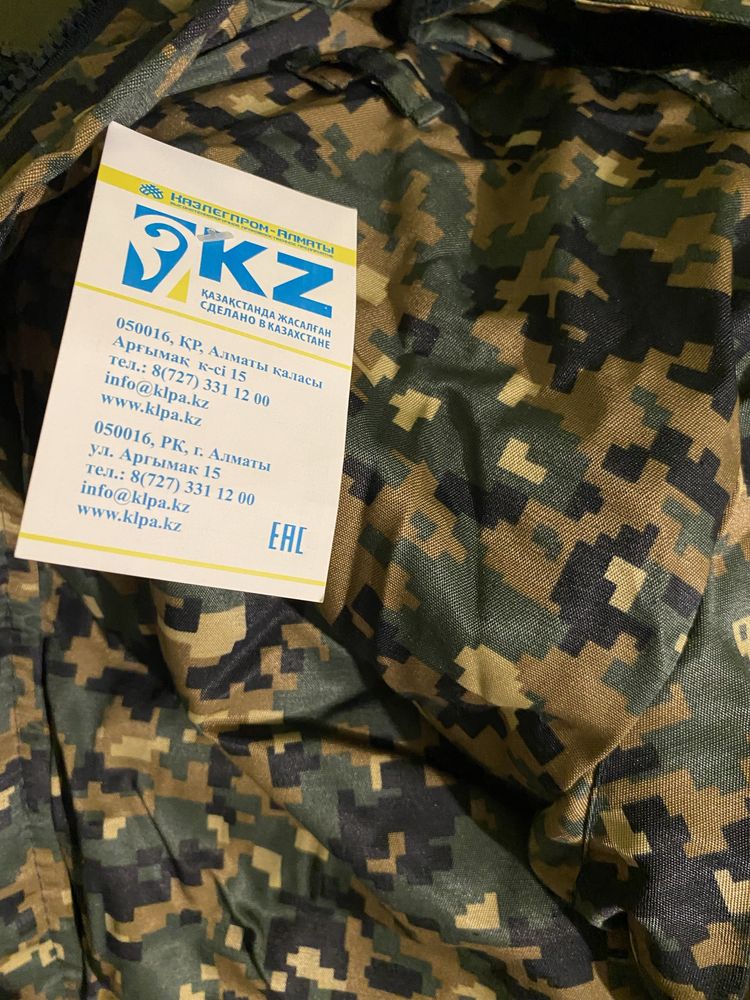 КАЗЛЕГПРОМ-АЛМАТЫ
KZ
ҚАЗАҚСТАНДА ЖАСАЛҒАН
СДЕЛАНО В КАЗАХСТАНЕ
050016, ҚР, Алматы қаласы
Арғымақ к-сі 15
тел.: 8(727) 331 12 00
info@klpa.kz
www.klpa.kz
050016, РК, г. Алматы
ул. Аргымак 15
тел.: 8(727) 331 12 00
info@klpa.kz
www.klpa.kz
EAC